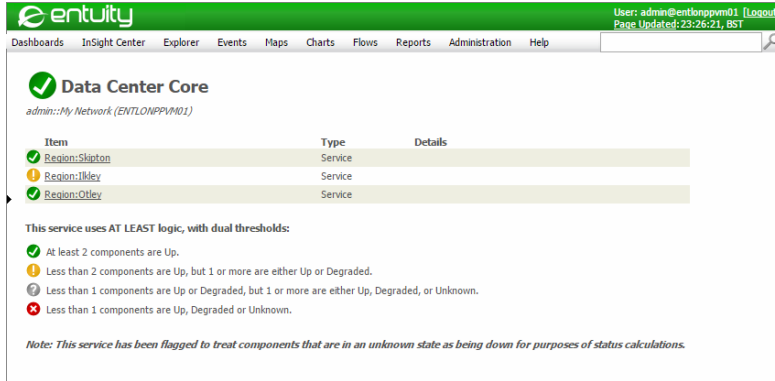 entuity
User: admin@entlonppvm01 [Logout
Page Updated:23:26:21, BST
Dashboards InSight Center Explorer Events Maps Charts Flows Reports Administration Help
Data Center Core
admin::My Network (ENTLONPPVM01)
Item Type Details
Region:Skipton Service
Region:Ilkley Service
Region:Otley Service
This service uses AT LEAST logic, with dual thresholds:
At least 2 components are Up.
Less than 2 components are Up, but 1 or more are either Up or Degraded.
Less than 1 components are Up or Degraded, but 1 or more are either Up, Degraded, or Unknown.
Less than 1 components are Up, Degraded or Unknown.
Note: This service has been flagged to treat components that are in an unknown state as being down for purposes of status calculations.